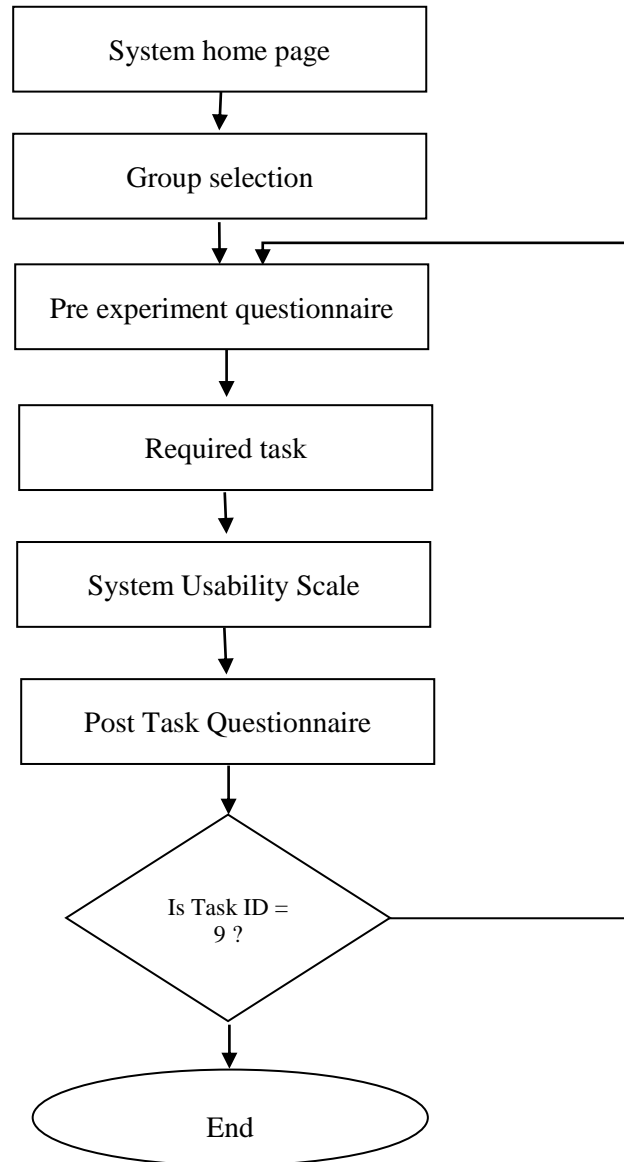 System home page
Group selection
Pre experiment questionnaire
Required task
System Usability Scale
Post Task Questionnaire
Is Task ID =
9 ?
End